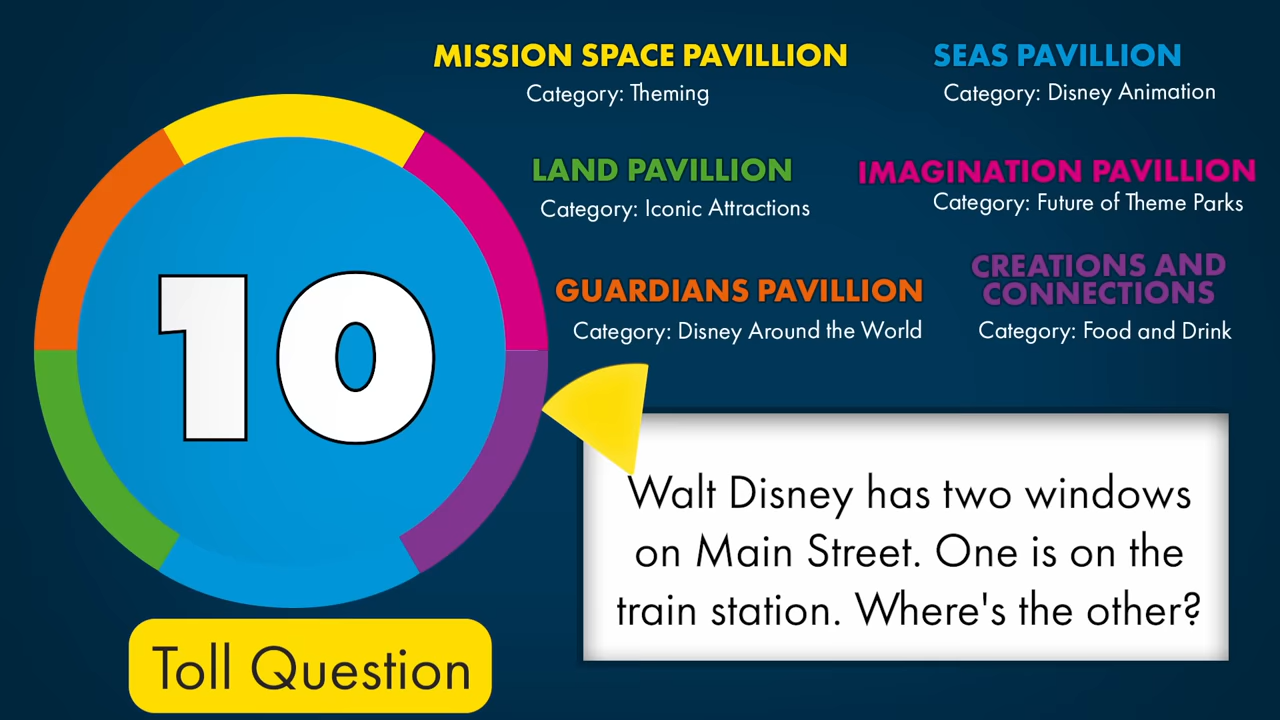 MISSION SPACE PAVILLION
Category: Theming
SEAS PAVILLION
Category: Disney Animation
LAND PAVILLION
Category: Iconic Attractions
IMAGINATION PAVILLION
Category: Future of Theme Parks
GUARDIANS PAVILLION
Category: Disney Around the World
CREATIONS AND
CONNECTIONS
Category: Food and Drink
10
Toll Question
Walt Disney has two windows
on Main Street. One is on the
train station. Where's the other?